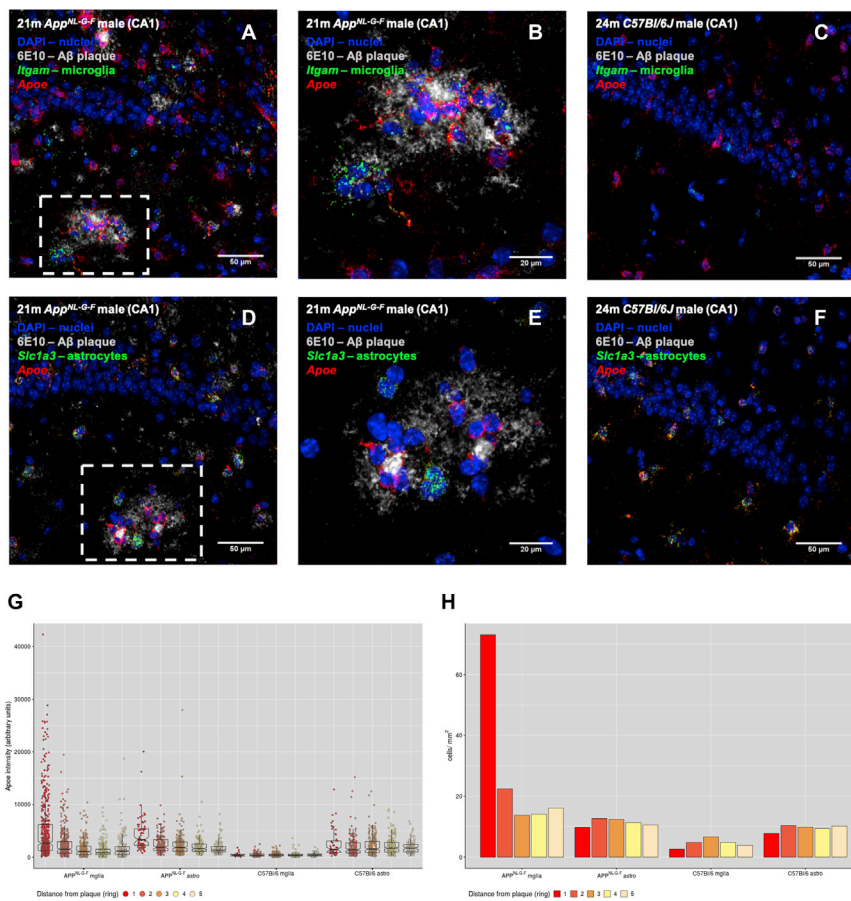 21m App^NL-G-F male (CA1) A
DAPI – nuclei
6E10 – Aβ plaque
Itgam – microglia
Apoe
50 μm
21m App^NL-G-F male (CA1) B
DAPI – nuclei
6E10 – Aβ plaque
Itgam – microglia
Apoe
20 μm
24m C57Bl/6J male (CA1) C
DAPI – nuclei
6E10 – Aβ plaque
Itgam – microglia
Apoe
50 μm
21m App^NL-G-F male (CA1) D
DAPI – nuclei
6E10 – Aβ plaque
Slc1a3 – astrocytes
Apoe
50 μm
21m App^NL-G-F male (CA1) E
DAPI – nuclei
6E10 – Aβ plaque
Slc1a3 – astrocytes
Apoe
20 μm
24m C57Bl/6J male (CA1) F
DAPI – nuclei
6E10 – Aβ plaque
Slc1a3 – astrocytes
Apoe
50 μm
G
Apoe intensity (arbitrary units)
40000
30000
20000
10000
0
APP^NL-G-F mglia
APP^NL-G-F astro
C57Bl/6 mglia
C57Bl/6 astro
Distance from plaque (ring) 1 2 3 4 5
H
cells/ mm²
60
40
20
0
APP^NL-G-F mglia
APP^NL-G-F astro
C57Bl/6 mglia
C57Bl/6 astro
Distance from plaque (ring) 1 2 3 4 5